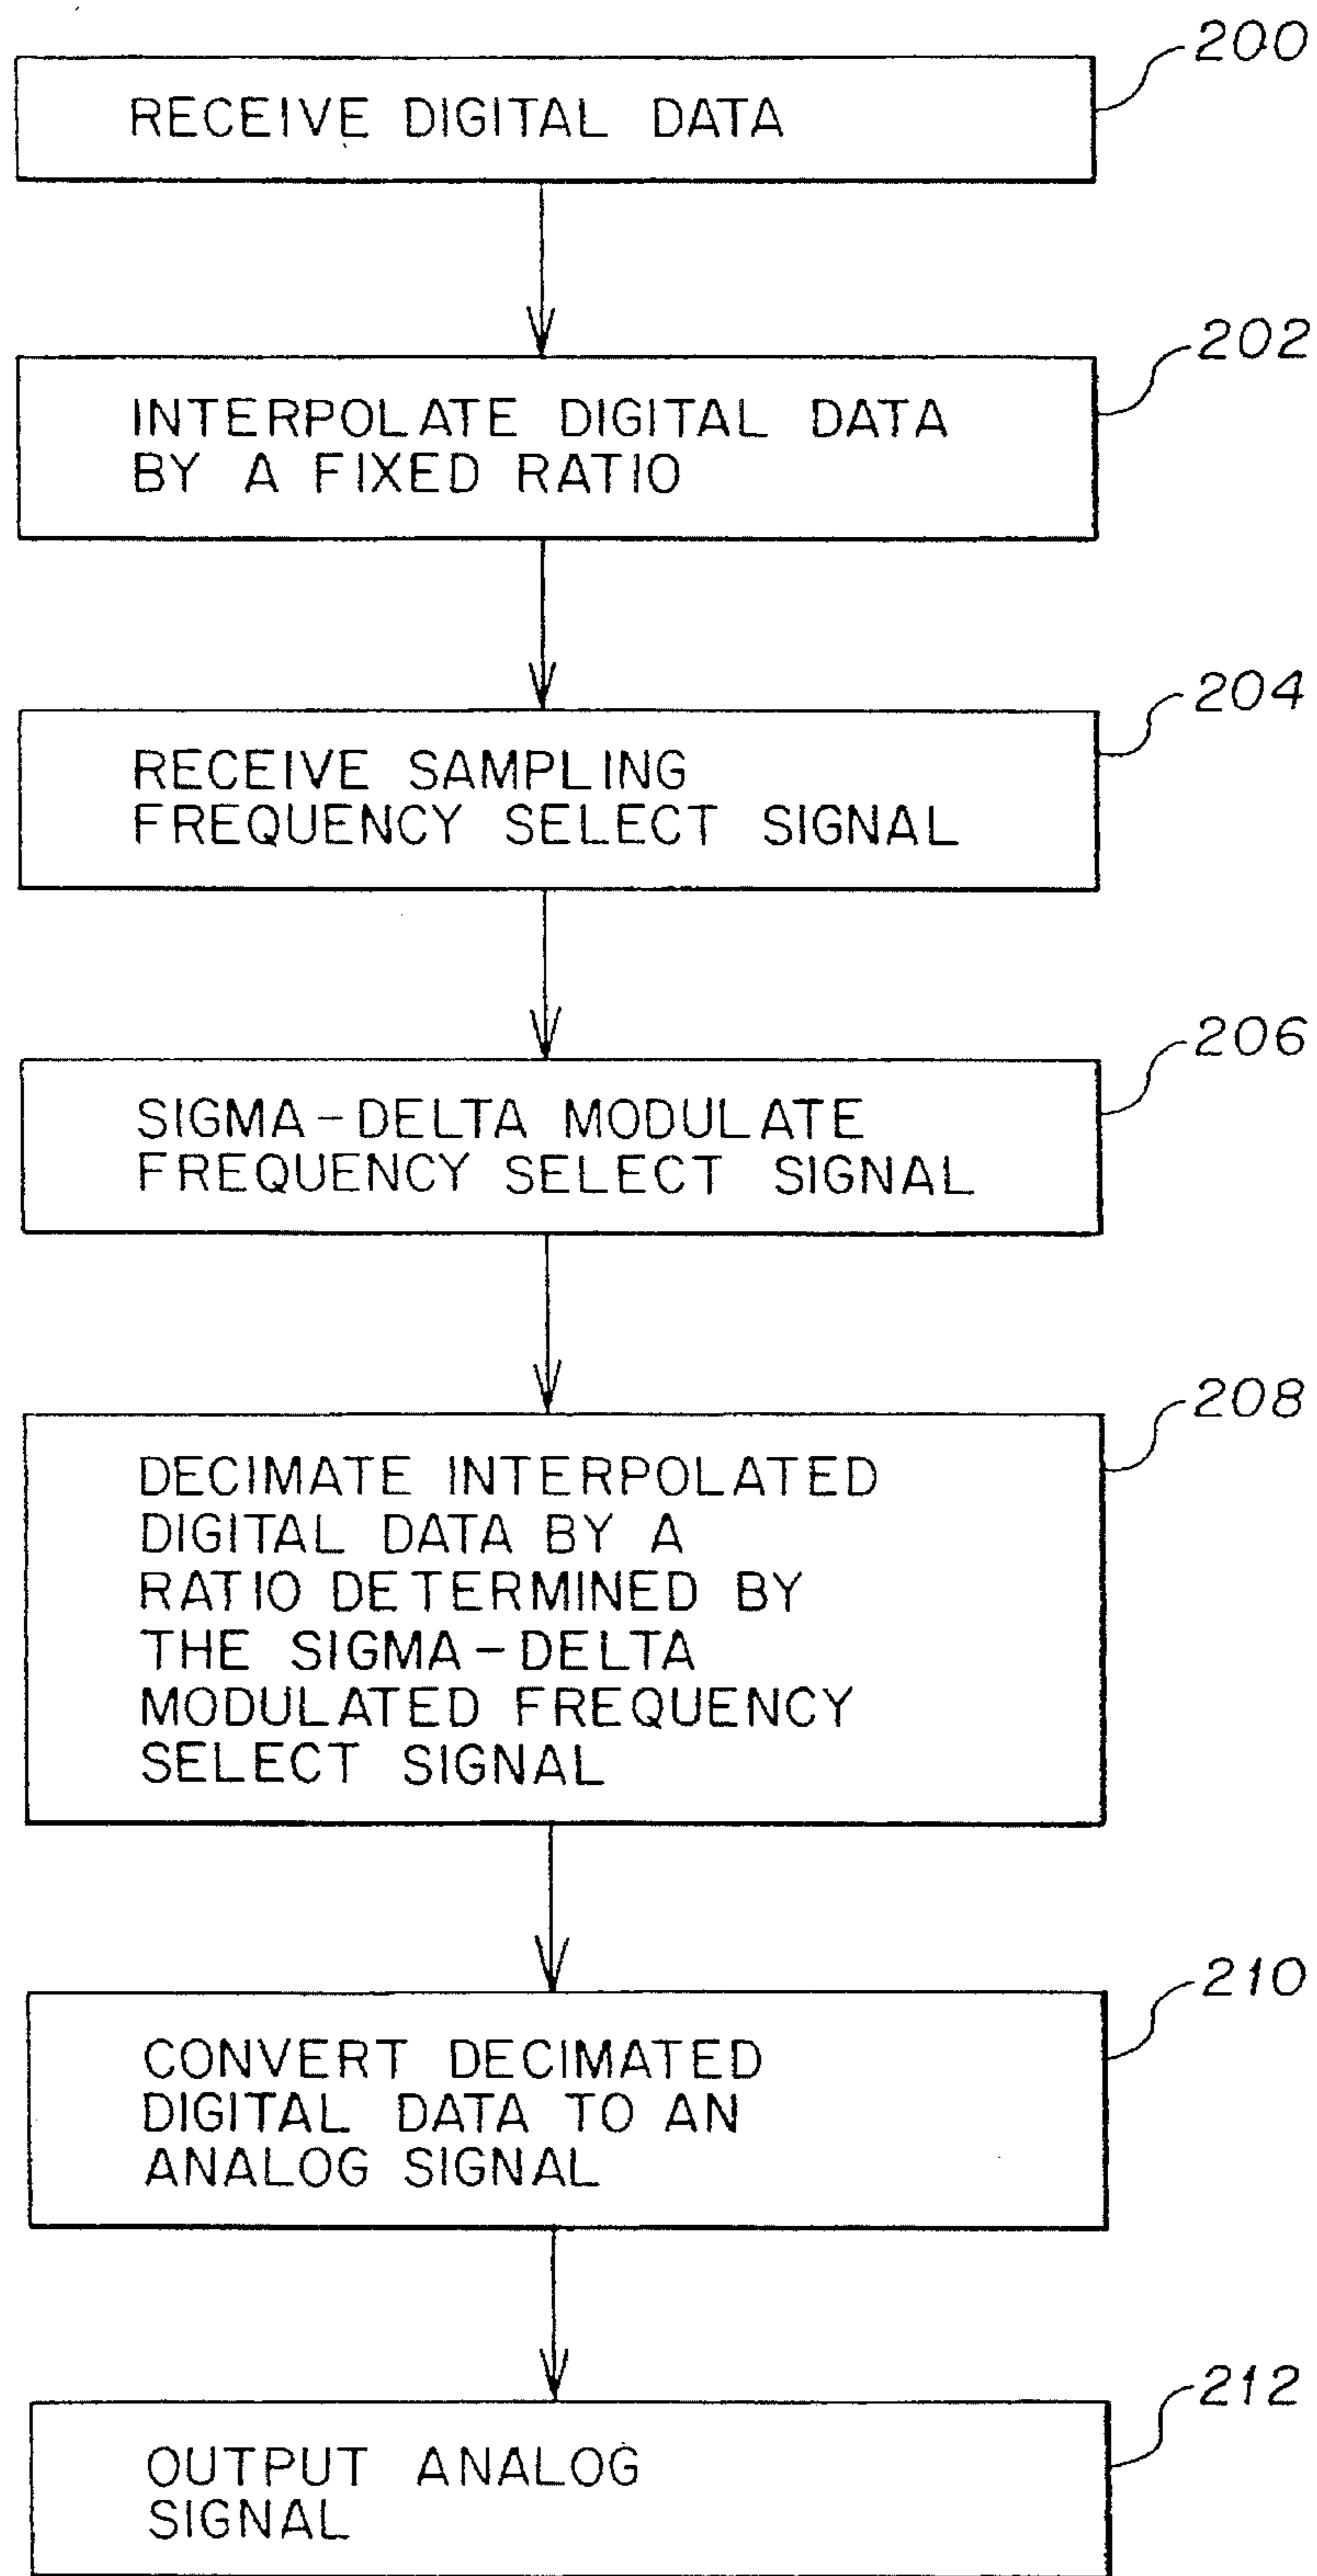 200
RECEIVE DIGITAL DATA
202
INTERPOLATE DIGITAL DATA
BY A FIXED RATIO
204
RECEIVE SAMPLING
FREQUENCY SELECT SIGNAL
206
SIGMA-DELTA MODULATE
FREQUENCY SELECT SIGNAL
208
DECIMATE INTERPOLATED
DIGITAL DATA BY A
RATIO DETERMINED BY
THE SIGMA-DELTA
MODULATED FREQUENCY
SELECT SIGNAL
210
CONVERT DECIMATED
DIGITAL DATA TO AN
ANALOG SIGNAL
212
OUTPUT ANALOG
SIGNAL